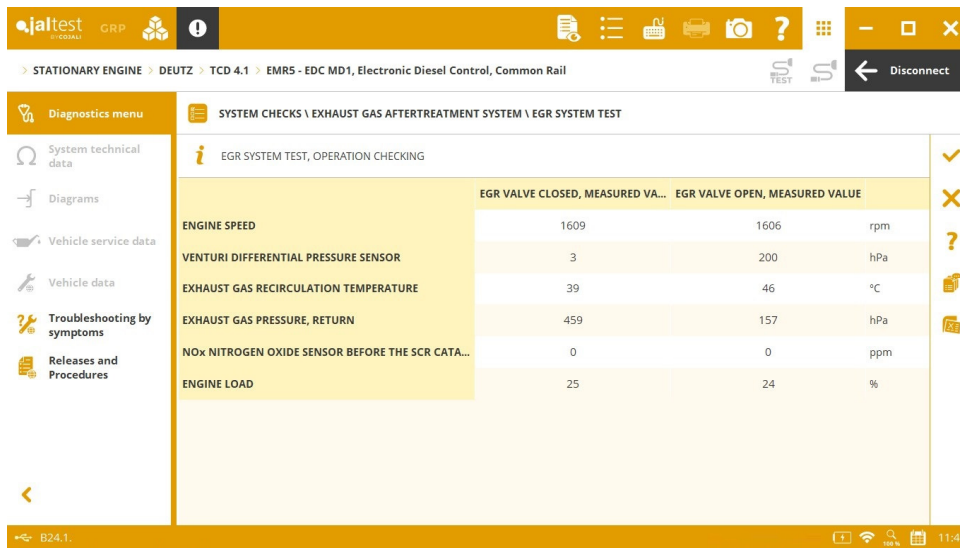 jaltest GRP
BY COJALI
> STATIONARY ENGINE > DEUTZ > TCD 4.1 > EMR5 - EDC MD1, Electronic Diesel Control, Common Rail
TEST
Disconnect
Diagnostics menu
System technical
data
Diagrams
Vehicle service data
Vehicle data
Troubleshooting by
symptoms
Releases and
Procedures
SYSTEM CHECKS \ EXHAUST GAS AFTERTREATMENT SYSTEM \ EGR SYSTEM TEST
EGR SYSTEM TEST, OPERATION CHECKING
EGR VALVE CLOSED, MEASURED VA... EGR VALVE OPEN, MEASURED VALUE
ENGINE SPEED 1609 1606 rpm
VENTURI DIFFERENTIAL PRESSURE SENSOR 3 200 hPa
EXHAUST GAS RECIRCULATION TEMPERATURE 39 46 °C
EXHAUST GAS PRESSURE, RETURN 459 157 hPa
NOx NITROGEN OXIDE SENSOR BEFORE THE SCR CATA... 0 0 ppm
ENGINE LOAD 25 24 %
B24.1.
100 %
11:4